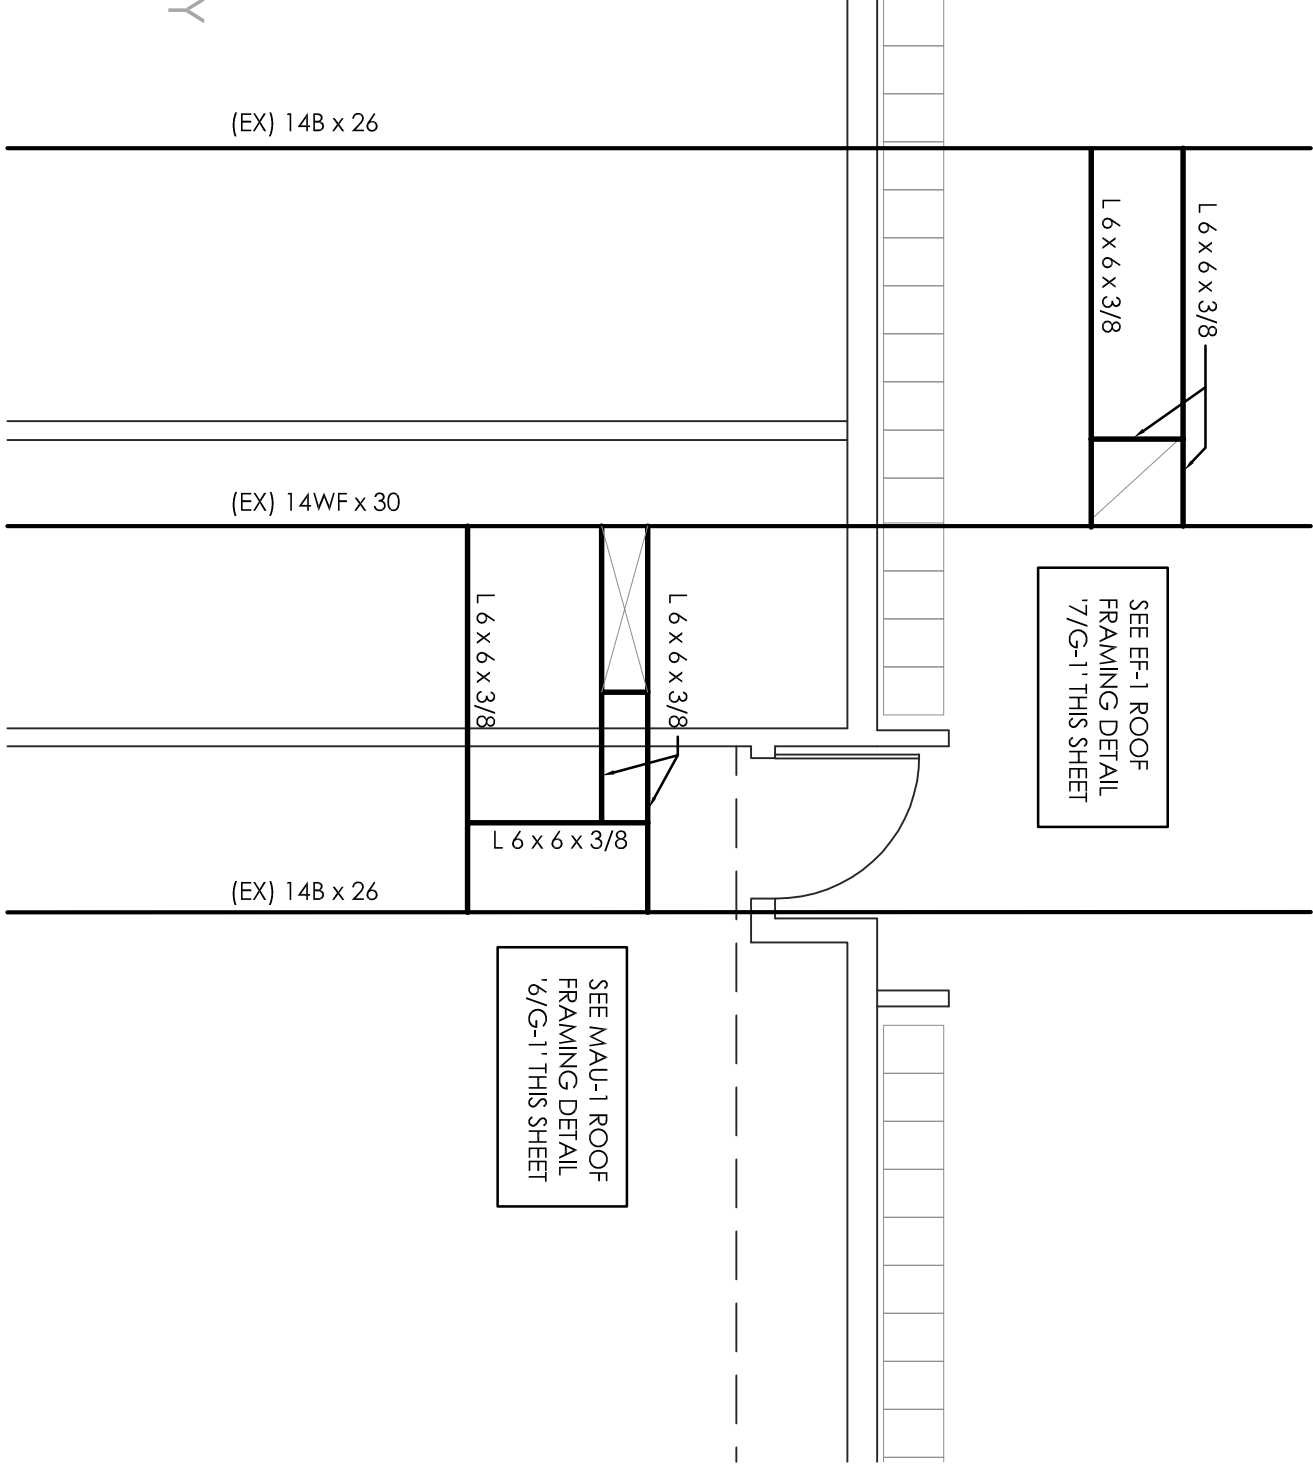 Y
(EX) 14B x 26
L 6 x 6 x 3/8
L 6 x 6 x 3/8
(EX) 14WF x 30
L 6 x 6 x 3/8
L 6 x 6 x 3/8
SEE EF-1 ROOF
FRAMING DETAIL
'7/G-1' THIS SHEET
L 6 x 6 x 3/8
(EX) 14B x 26
SEE MAU-1 ROOF
FRAMING DETAIL
'6/G-1' THIS SHEET